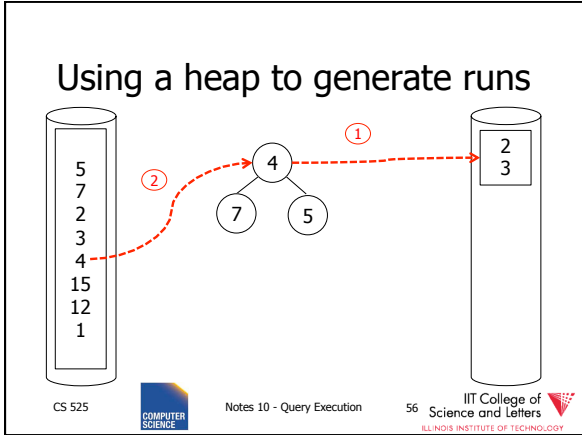 Using a heap to generate runs
5
7
2
3
4
15
12
1
2
4
7
5
1
2
3
CS 525
COMPUTER
SCIENCE
Notes 10 - Query Execution
56
IIT College of
Science and Letters
ILLINOIS INSTITUTE OF TECHNOLOGY